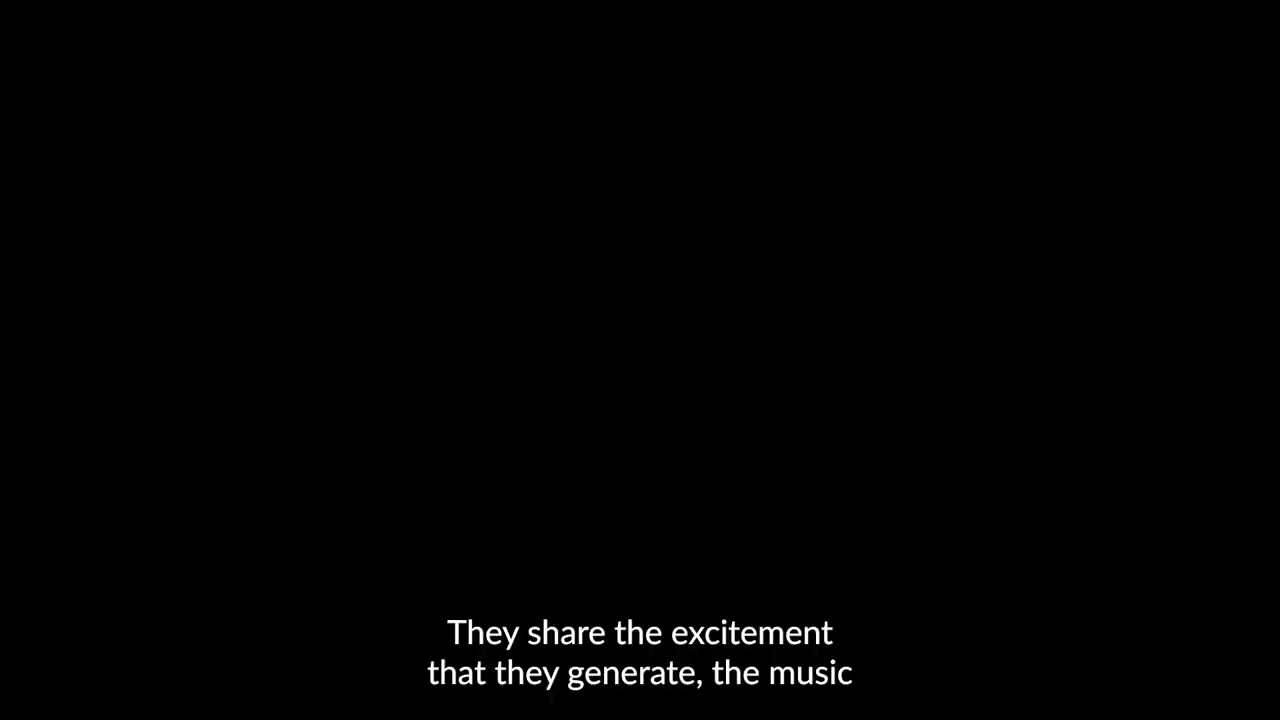 They share the excitement
that they generate, the music